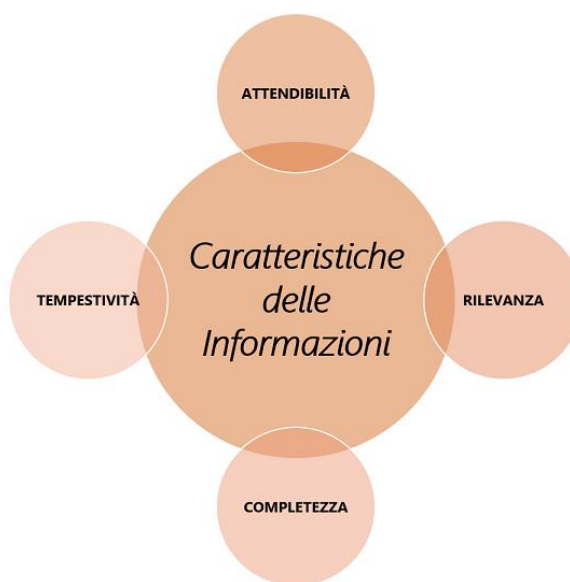 ATTENDIBILITÀ
Caratteristiche
delle
Informazioni
TEMPESTIVITÀ
RILEVANZA
COMPLETEZZA